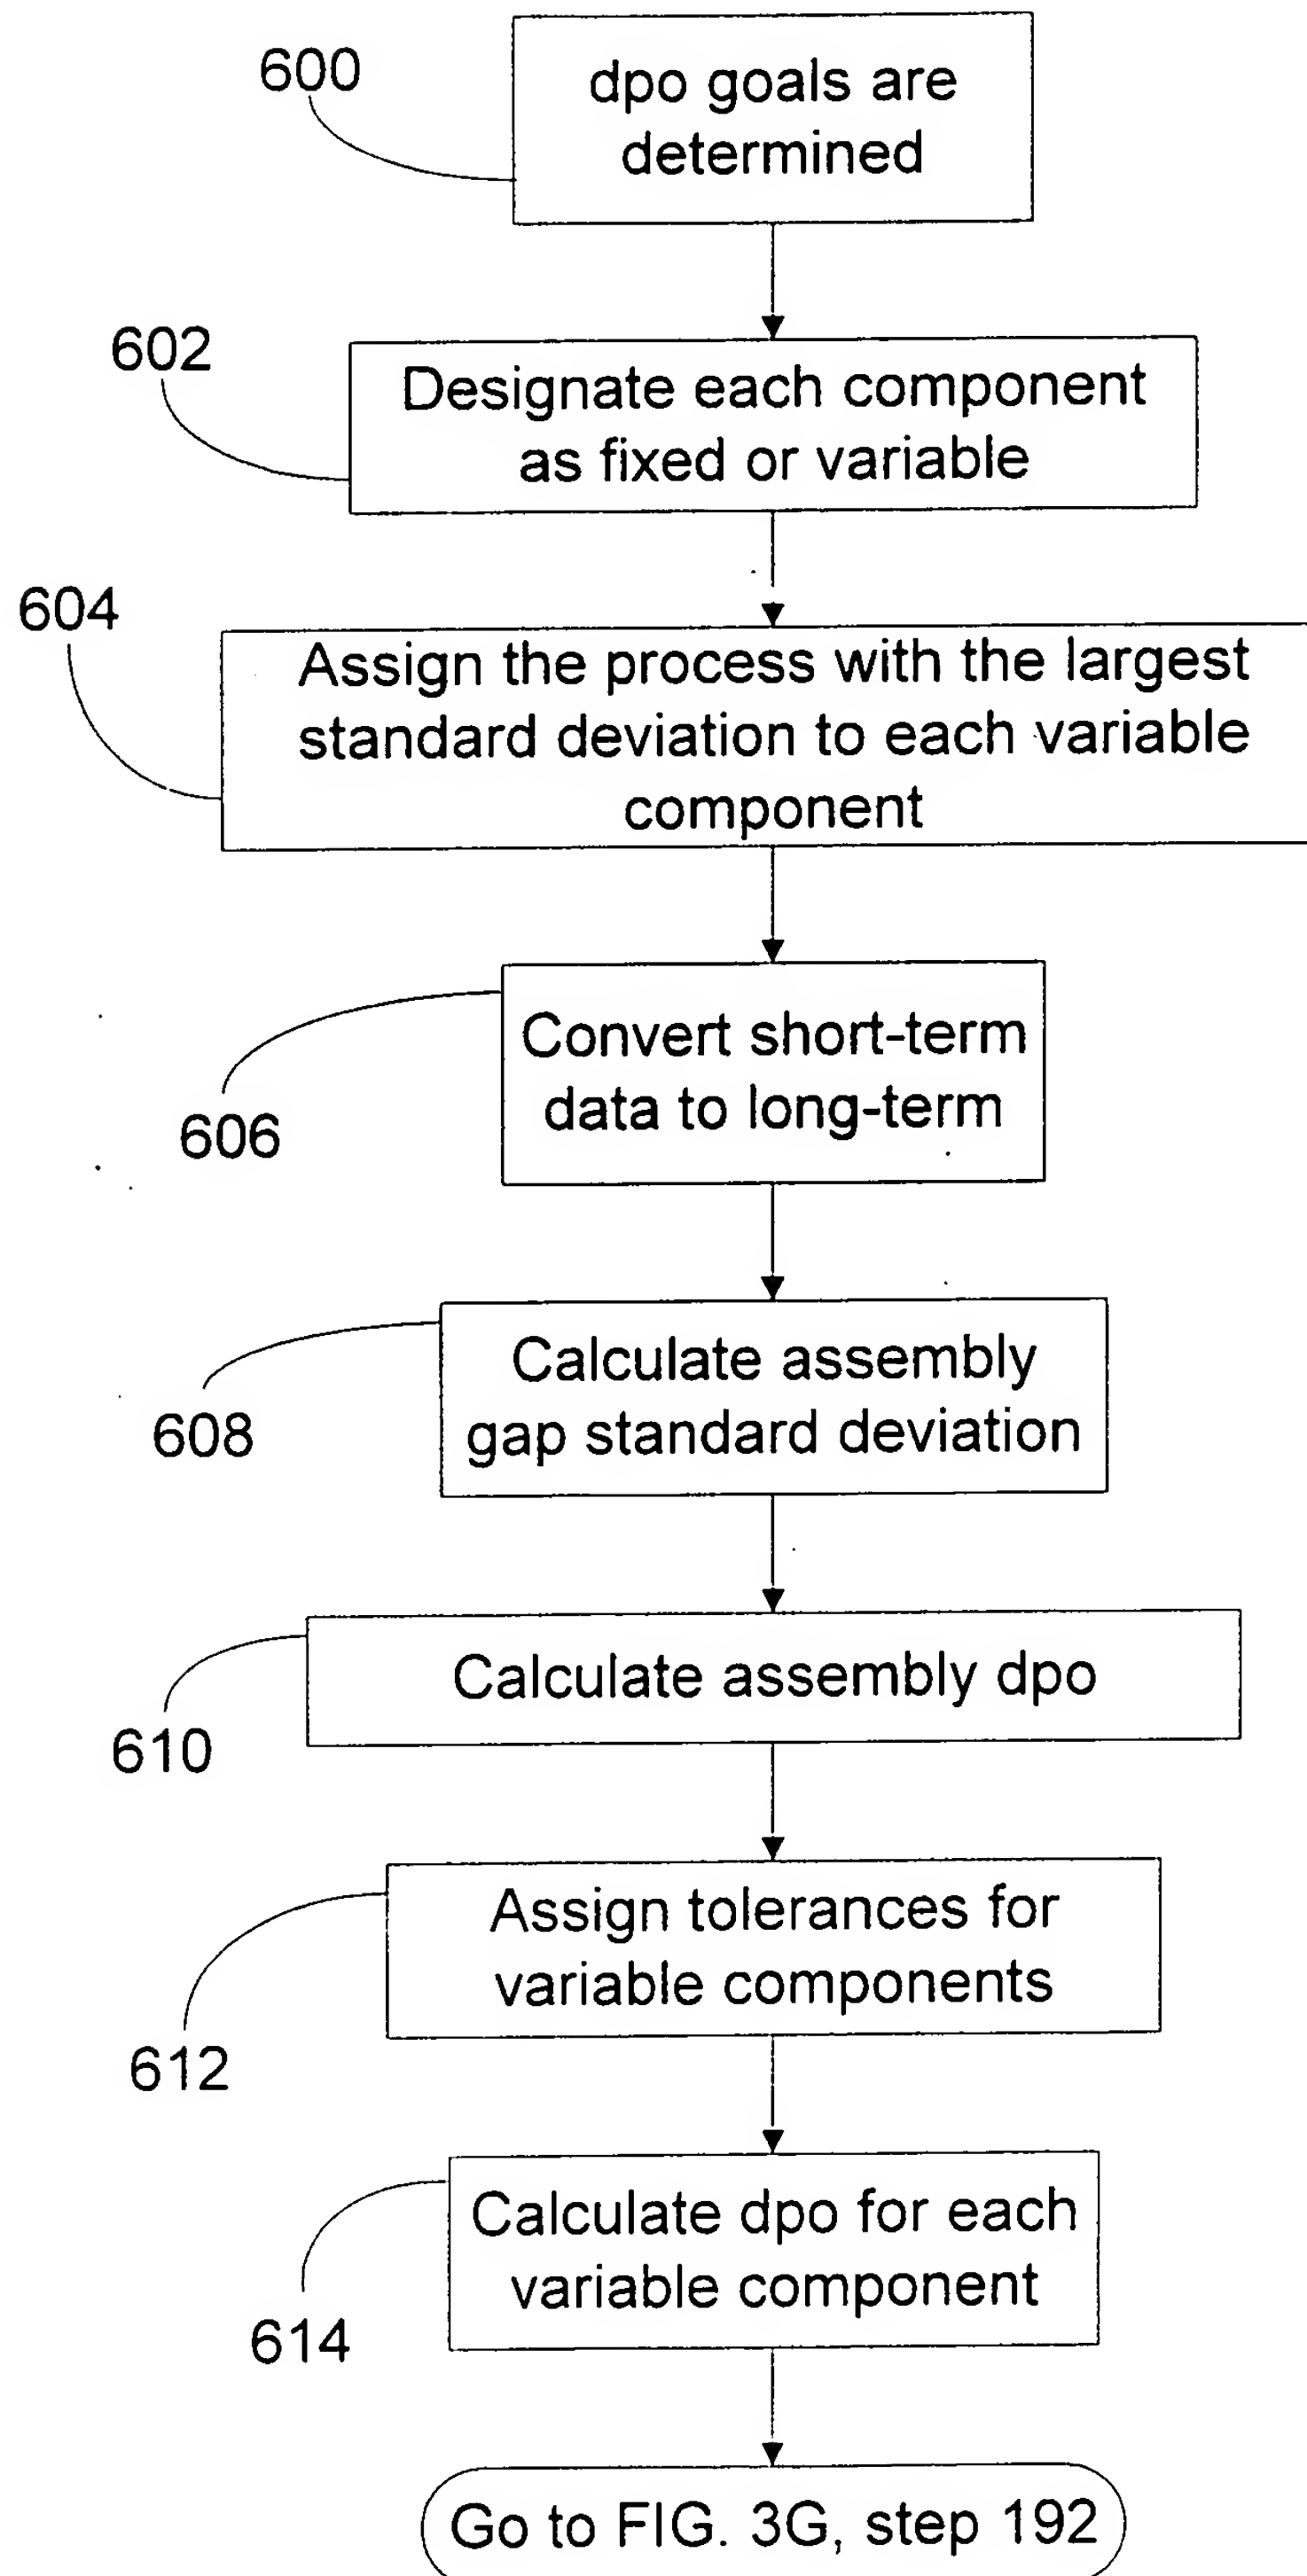 600
dpo goals are
determined
602
Designate each component
as fixed or variable
604
Assign the process with the largest
standard deviation to each variable
component
Convert short-term
data to long-term
606
Calculate assembly
gap standard deviation
608
Calculate assembly dpo
610
Assign tolerances for
variable components
612
Calculate dpo for each
variable component
614
Go to FIG. 3G, step 192